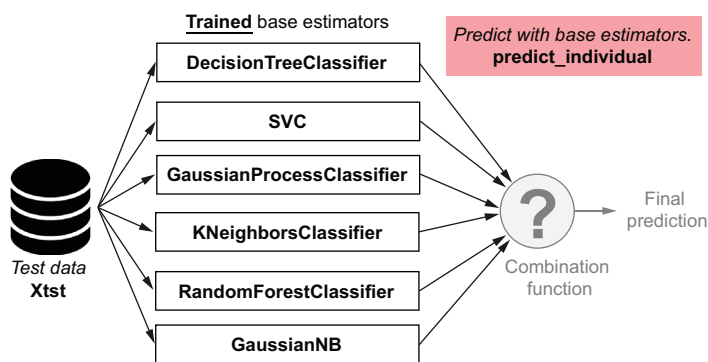 Trained base estimators
Predict with base estimators.
predict_individual
DecisionTreeClassifier
SVC
GaussianProcessClassifier
KNeighborsClassifier
RandomForestClassifier
GaussianNB
Test data
Xtst
?
Combination
function
Final
prediction